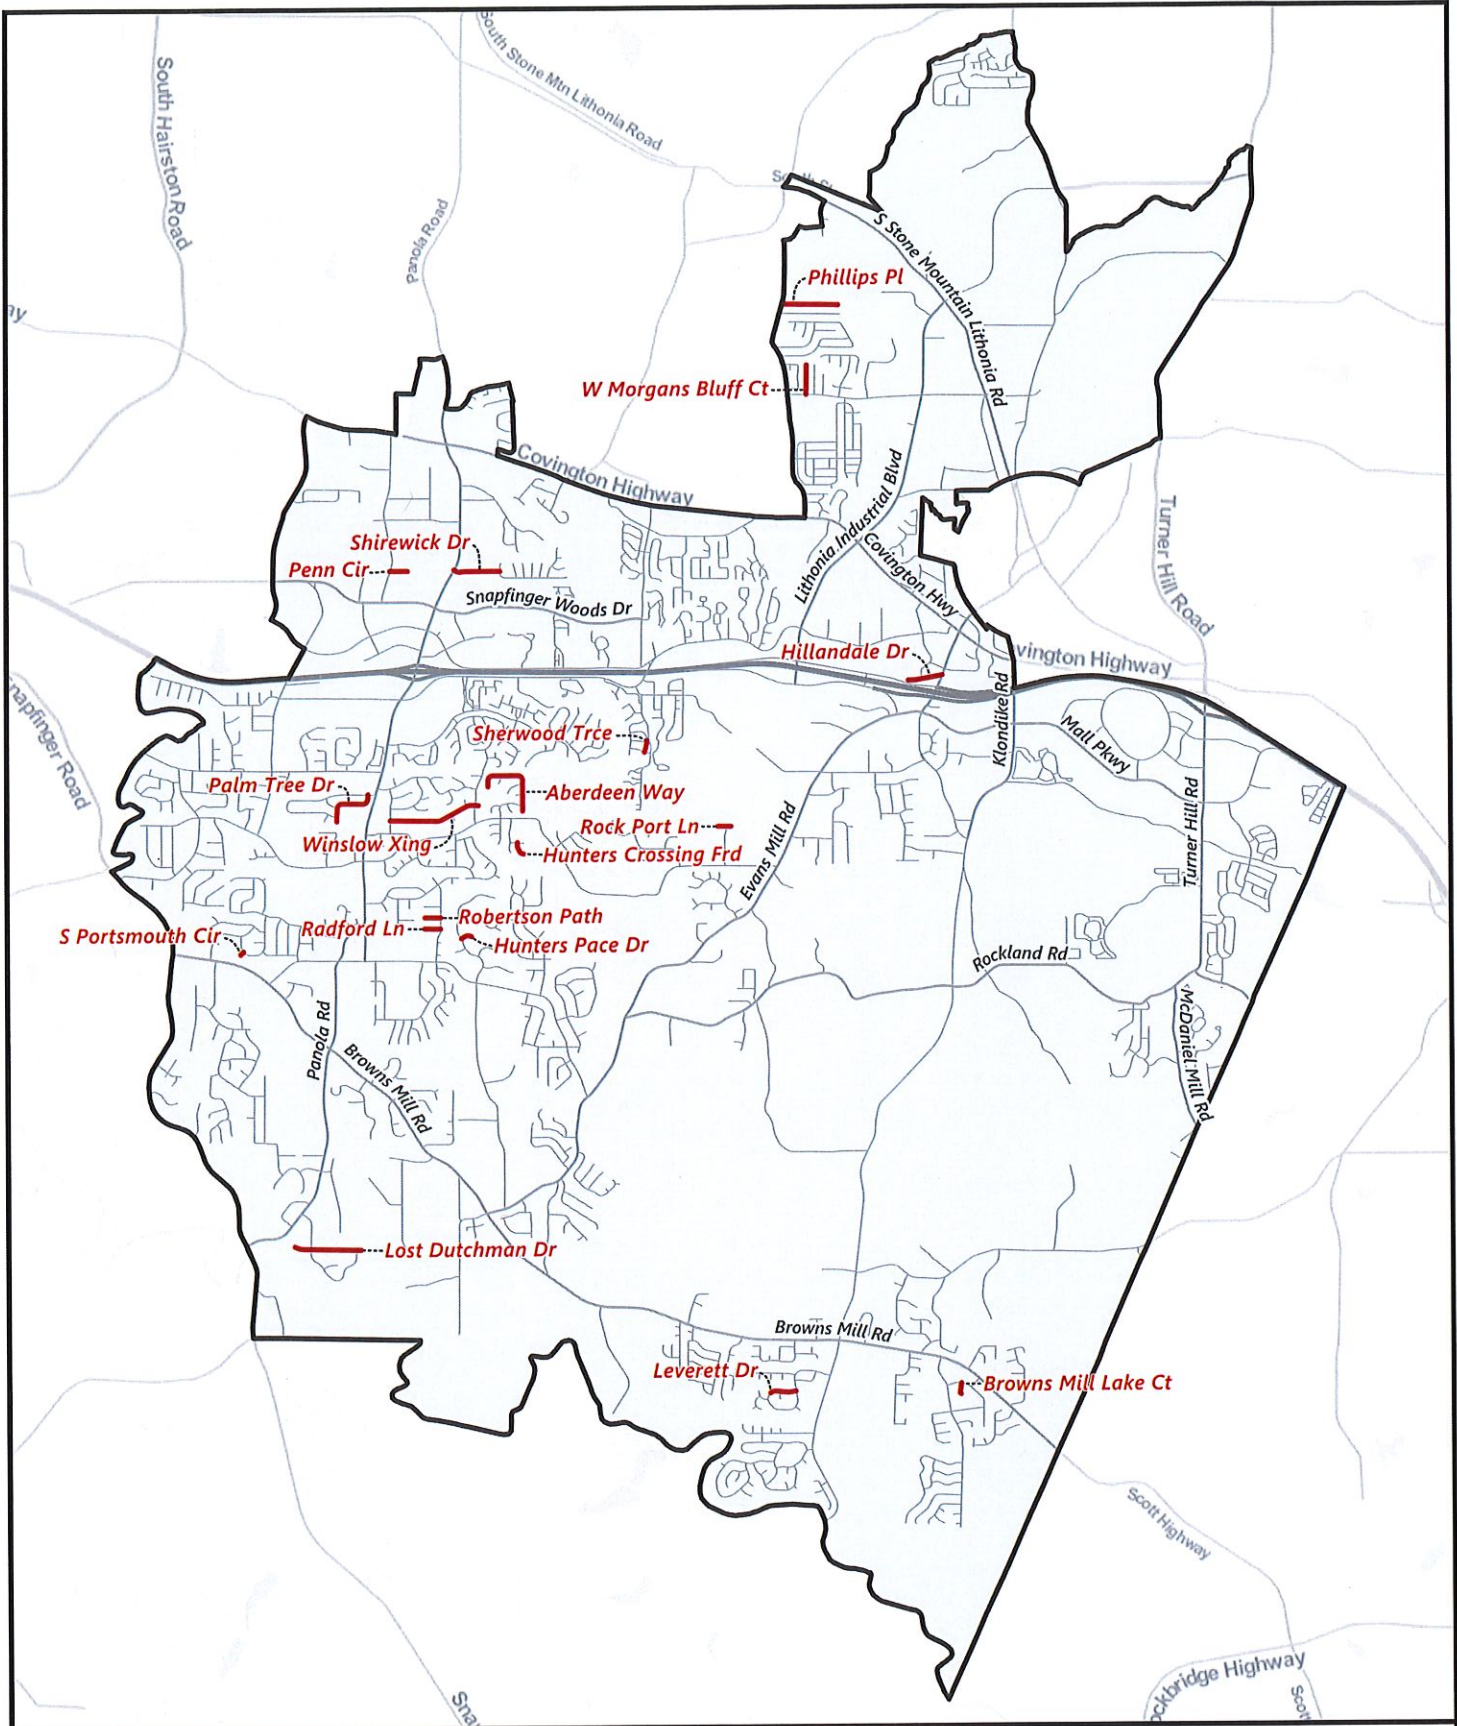 South Stone Mtn Lithonia Road
South Hairston Road
Panola Road
S Stone Mountain Lithonia Rd
Phillips Pl
ay
W Morgans Bluff Ct
Covington Highway
Lithonia Industrial Blvd
Turner Hill Road
Shirewick Dr
Penn Cir
Covington Hwy
Snapfinger Woods Dr
Hillandale Dr
vington Highway
napfinger Road
Klondike Rd
Mall Pkwy
Sherwood Trce
Palm Tree Dr
Aberdeen Way
Turner Hill Rd
Rock Port Ln
Winslow Xing
Hunters Crossing Frd
Evans Mill Rd
Robertson Path
Radford Ln
S Portsmouth Cir
Hunters Pace Dr
Rockland Rd
McDaniel Mill Rd
Panola Rd
Browns Mill Rd
Lost Dutchman Dr
Browns Mill Rd
Leverett Dr
Browns Mill Lake Ct
Scott Highway
ockbridge Highway
Sna
Scott